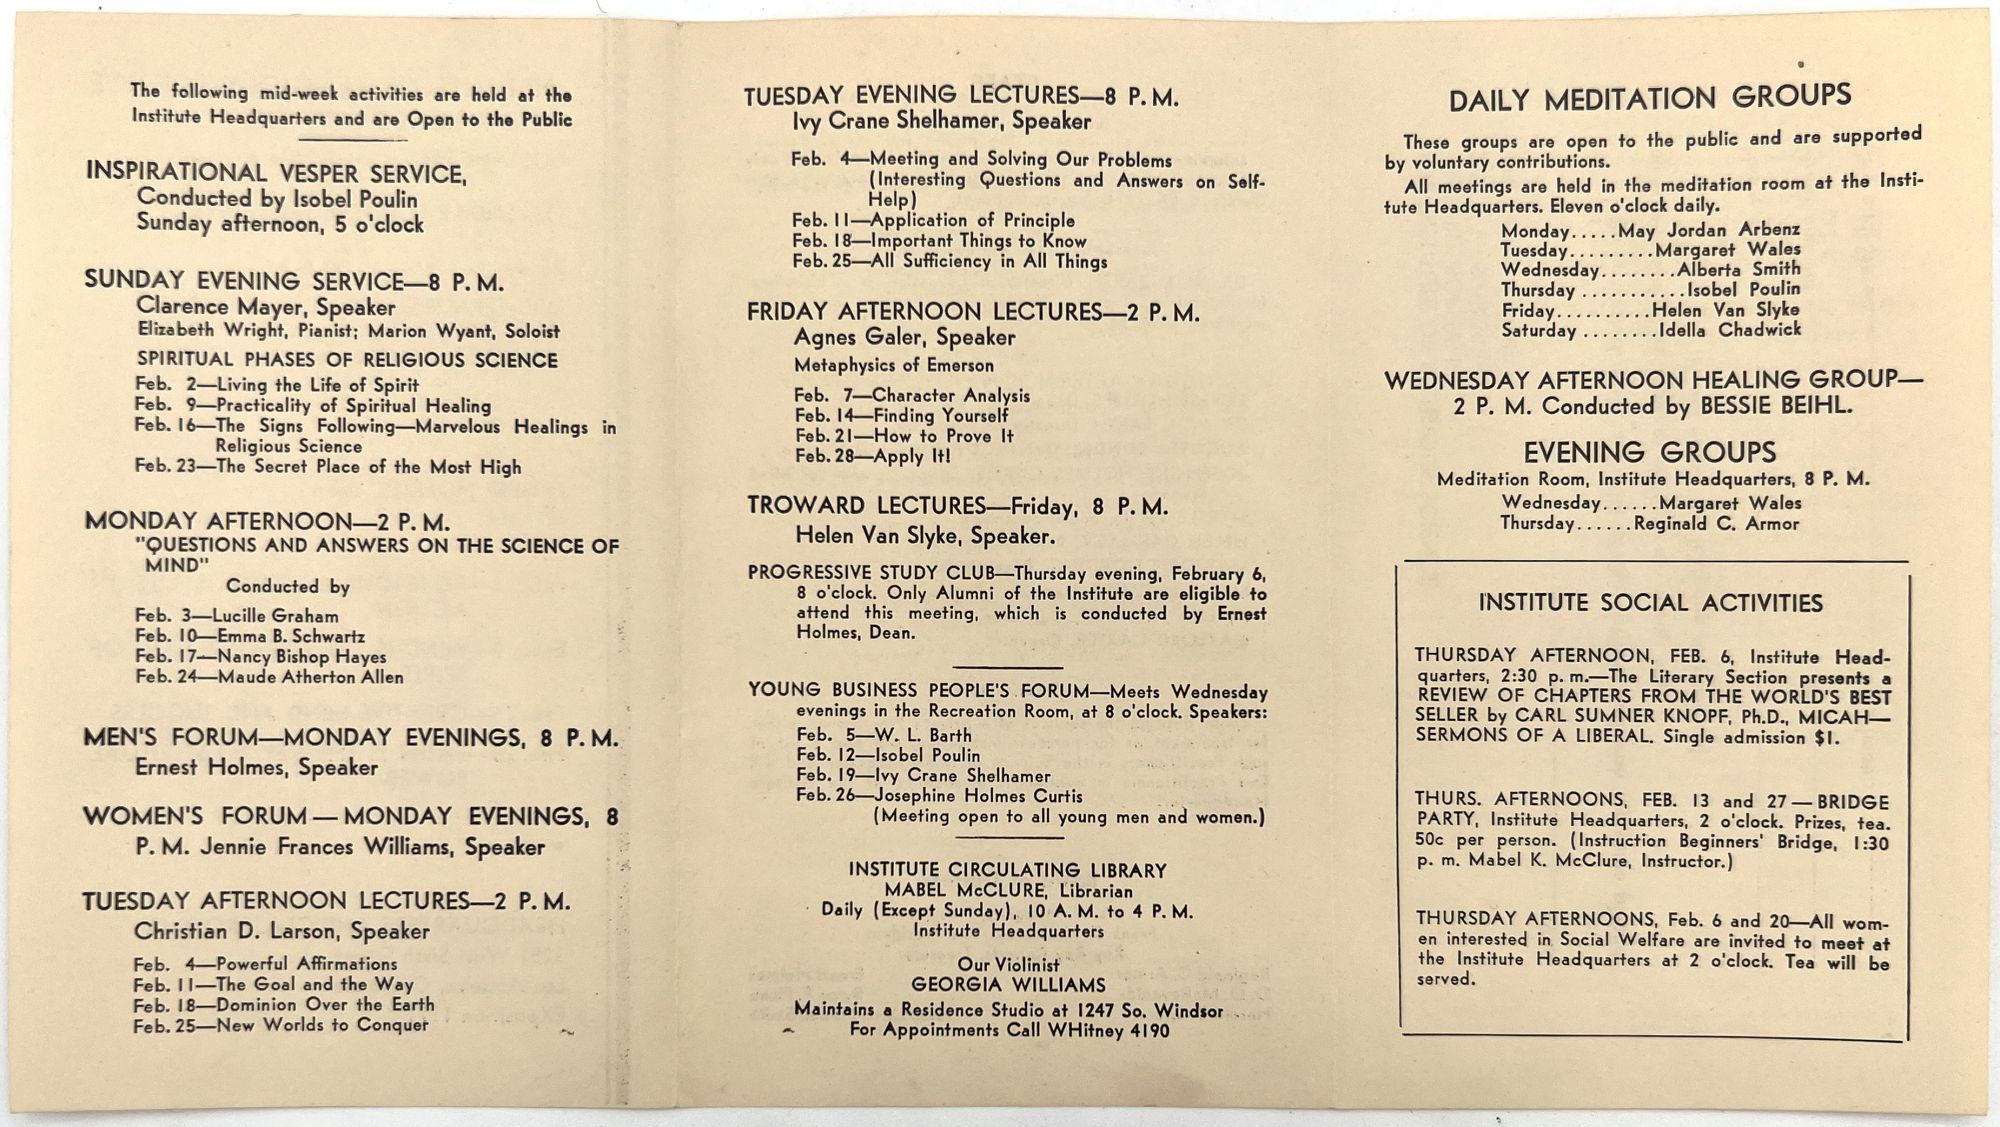 The following mid-week activities are held at the
Institute Headquarters and are Open to the Public
INSPIRATIONAL VESPER SERVICE,
Conducted by Isobel Poulin
Sunday afternoon, 5 o'clock
SUNDAY EVENING SERVICE—8 P. M.
Clarence Mayer, Speaker
Elizabeth Wright, Pianist; Marion Wyant, Soloist
SPIRITUAL PHASES OF RELIGIOUS SCIENCE
Feb. 2—Living the Life of Spirit
Feb. 9—Practicality of Spiritual Healing
Feb. 16—The Signs Following—Marvelous Healings in
Religious Science
Feb. 23—The Secret Place of the Most High
MONDAY AFTERNOON—2 P. M.
"QUESTIONS AND ANSWERS ON THE SCIENCE OF
MIND"
Conducted by
Feb. 3—Lucille Graham
Feb. 10—Emma B. Schwartz
Feb. 17—Nancy Bishop Hayes
Feb. 24—Maude Atherton Allen
MEN'S FORUM—MONDAY EVENINGS, 8 P. M.
Ernest Holmes, Speaker
WOMEN'S FORUM—MONDAY EVENINGS, 8
P. M. Jennie Frances Williams, Speaker
TUESDAY AFTERNOON LECTURES—2 P. M.
Christian D. Larson, Speaker
Feb. 4—Powerful Affirmations
Feb. 11—The Goal and the Way
Feb. 18—Dominion Over the Earth
Feb. 25—New Worlds to Conquer
TUESDAY EVENING LECTURES—8 P. M.
Ivy Crane Shelhamer, Speaker
Feb. 4—Meeting and Solving Our Problems
(Interesting Questions and Answers on Self-
Help)
Feb. 11—Application of Principle
Feb. 18—Important Things to Know
Feb. 25—All Sufficiency in All Things
FRIDAY AFTERNOON LECTURES—2 P. M.
Agnes Galer, Speaker
Metaphysics of Emerson
Feb. 7—Character Analysis
Feb. 14—Finding Yourself
Feb. 21—How to Prove It
Feb. 28—Apply It!
TROWARD LECTURES—Friday, 8 P. M.
Helen Van Slyke, Speaker.
PROGRESSIVE STUDY CLUB—Thursday evening, February 6,
8 o'clock. Only Alumni of the Institute are eligible to
attend this meeting, which is conducted by Ernest
Holmes, Dean.
YOUNG BUSINESS PEOPLE'S FORUM—Meets Wednesday
evenings in the Recreation Room, at 8 o'clock. Speakers:
Feb. 5—W. L. Barth
Feb. 12—Isobel Poulin
Feb. 19—Ivy Crane Shelhamer
Feb. 26—Josephine Holmes Curtis
(Meeting open to all young men and women.)
INSTITUTE CIRCULATING LIBRARY
MABEL McCLURE, Librarian
Daily (Except Sunday), 10 A. M. to 4 P. M.
Institute Headquarters
Our Violinist
GEORGIA WILLIAMS
Maintains a Residence Studio at 1247 So. Windsor
For Appointments Call WHitney 4190
DAILY MEDITATION GROUPS
These groups are open to the public and are supported
by voluntary contributions.
All meetings are held in the meditation room at the Insti-
tute Headquarters. Eleven o'clock daily.
Monday.....May Jordan Arbenz
Tuesday.........Margaret Wales
Wednesday........Alberta Smith
Thursday...........Isobel Poulin
Friday..........Helen Van Slyke
Saturday........Idella Chadwick
WEDNESDAY AFTERNOON HEALING GROUP—
2 P. M. Conducted by BESSIE BEIHL.
EVENING GROUPS
Meditation Room, Institute Headquarters, 8 P. M.
Wednesday......Margaret Wales
Thursday......Reginald C. Armor
INSTITUTE SOCIAL ACTIVITIES
THURSDAY AFTERNOON, FEB. 6, Institute Head-
quarters, 2:30 p. m.—The Literary Section presents a
REVIEW OF CHAPTERS FROM THE WORLD'S BEST
SELLER by CARL SUMNER KNOPF, Ph.D., MICAH—
SERMONS OF A LIBERAL. Single admission $1.
THURS. AFTERNOONS, FEB. 13 and 27—BRIDGE
PARTY, Institute Headquarters, 2 o'clock. Prizes, tea.
50c per person. (Instruction Beginners' Bridge, 1:30
p. m. Mabel K. McClure, Instructor.)
THURSDAY AFTERNOONS, Feb. 6 and 20—All wom-
en interested in Social Welfare are invited to meet at
the Institute Headquarters at 2 o'clock. Tea will be
served.